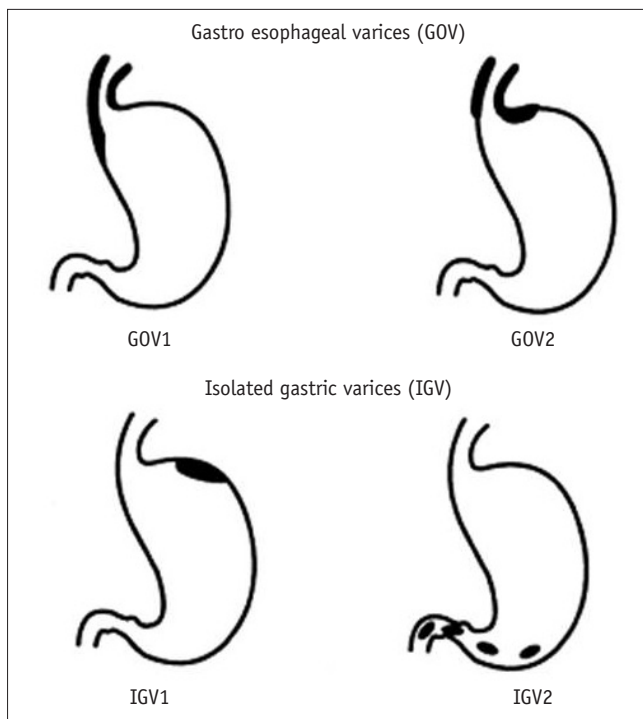 Gastro esophageal varices (GOV)
GOV1
GOV2
Isolated gastric varices (IGV)
IGV1
IGV2